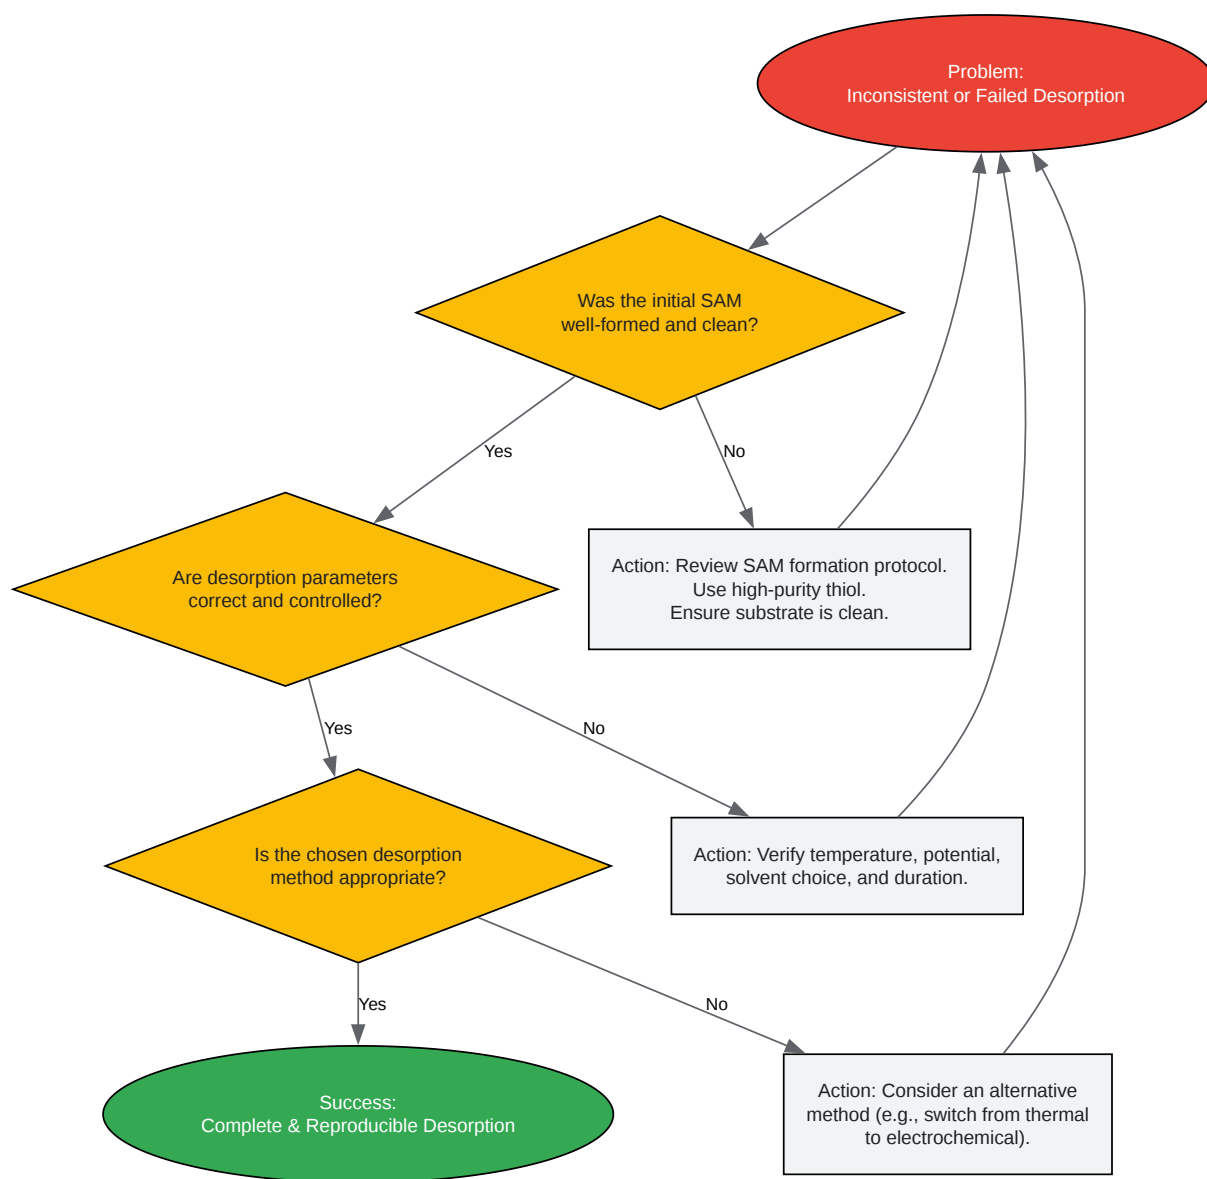 Problem:
Inconsistent or Failed Desorption
Was the initial SAM
well-formed and clean?
Yes
No
Are desorption parameters
correct and controlled?
Action: Review SAM formation protocol.
Use high-purity thiol.
Ensure substrate is clean.
Yes
No
Is the chosen desorption
method appropriate?
Action: Verify temperature, potential,
solvent choice, and duration.
Yes
No
Success:
Complete & Reproducible Desorption
Action: Consider an alternative
method (e.g., switch from thermal
to electrochemical).